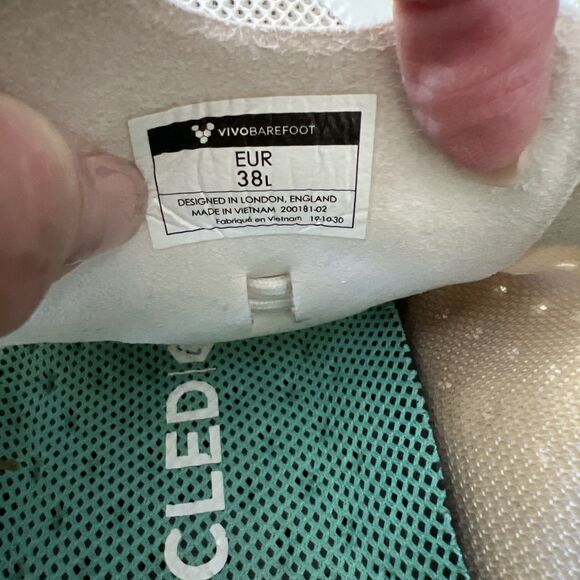 VIVOBAREFOOT
EUR
38L
DESIGNED IN LONDON, ENGLAND
MADE IN VIETNAM 200181-02
Fabriqué en Vietnam 19-10-30
CLED